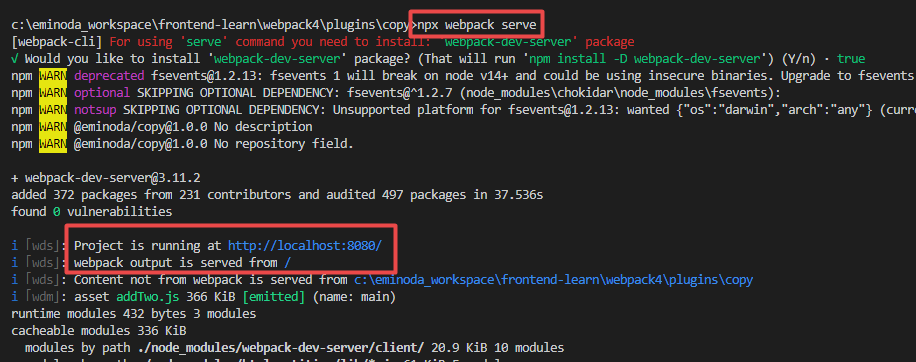 c:\eminoda_workspace\frontend-learn\webpack4\plugins\copy>npx webpack serve
[webpack-cli] For using 'serve' command you need to install: 'webpack-dev-server' package
√ Would you like to install 'webpack-dev-server' package? (That will run 'npm install -D webpack-dev-server') (Y/n) · true
npm WARN deprecated fsevents@1.2.13: fsevents 1 will break on node v14+ and could be using insecure binaries. Upgrade to fsevents
npm WARN optional SKIPPING OPTIONAL DEPENDENCY: fsevents@^1.2.7 (node_modules\chokidar\node_modules\fsevents):
npm WARN notsup SKIPPING OPTIONAL DEPENDENCY: Unsupported platform for fsevents@1.2.13: wanted {"os":"darwin","arch":"any"} (curre
npm WARN @eminoda/copy@1.0.0 No description
npm WARN @eminoda/copy@1.0.0 No repository field.
+ webpack-dev-server@3.11.2
added 372 packages from 231 contributors and audited 497 packages in 37.536s
found 0 vulnerabilities
i 「wds」: Project is running at http://localhost:8080/
i 「wds」: webpack output is served from /
i 「wds」: Content not from webpack is served from c:\eminoda_workspace\frontend-learn\webpack4\plugins\copy
i 「wdm」: asset addTwo.js 366 KiB [emitted] (name: main)
runtime modules 432 bytes 3 modules
cacheable modules 336 KiB
modules by path ./node_modules/webpack-dev-server/client/ 20.9 KiB 10 modules